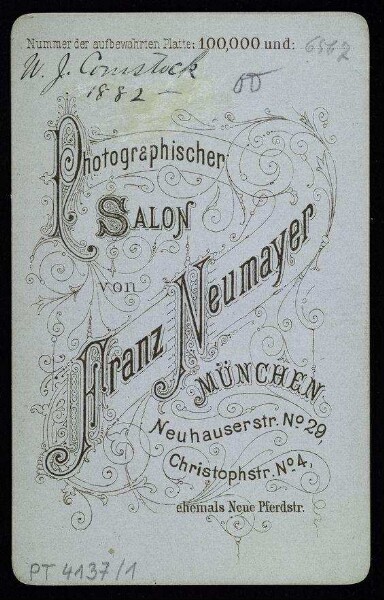 Nummer der aufbewahrten Platte: 100,000 und: 6562
W. J. Comstock
1882 —
Photographischer
SALON
von
Franz Neumayer
MÜNCHEN
Neuhauserstr. No 29,
Christophstr. No 4,
ehemals Neue Pferdstr.
PT 4137/1